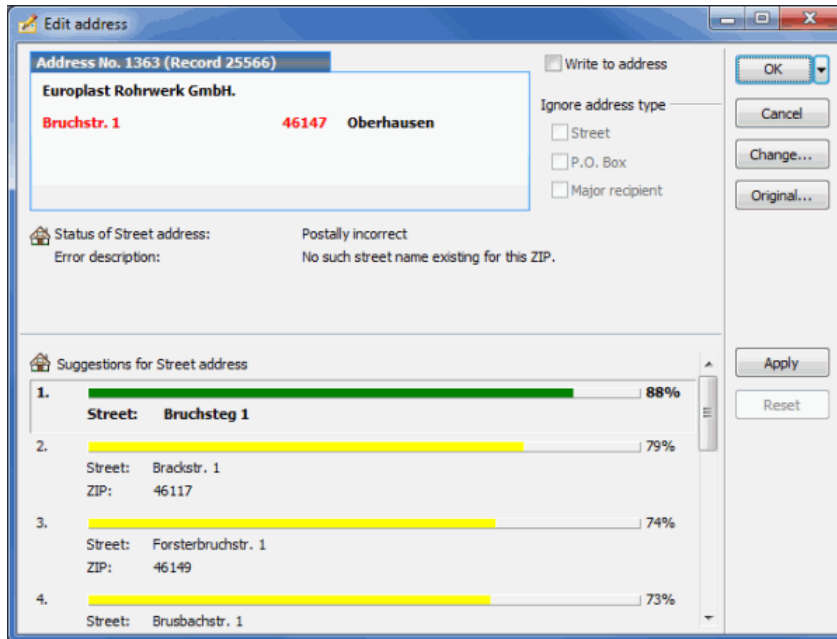 Edit address
Address No. 1363 (Record 25566)
Europlast Rohrwerk GmbH.
Bruchstr. 1 46147 Oberhausen
Write to address
Ignore address type
Street
P.O. Box
Major recipient
OK
Cancel
Change...
Original...
Status of Street address: Postally incorrect
Error description: No such street name existing for this ZIP.
Suggestions for Street address
Apply
Reset
1. 88%
Street: Bruchsteg 1
2. 79%
Street: Brackstr. 1
ZIP: 46117
3. 74%
Street: Forsterbruchstr. 1
ZIP: 46149
4. 73%
Street: Brusbachstr. 1